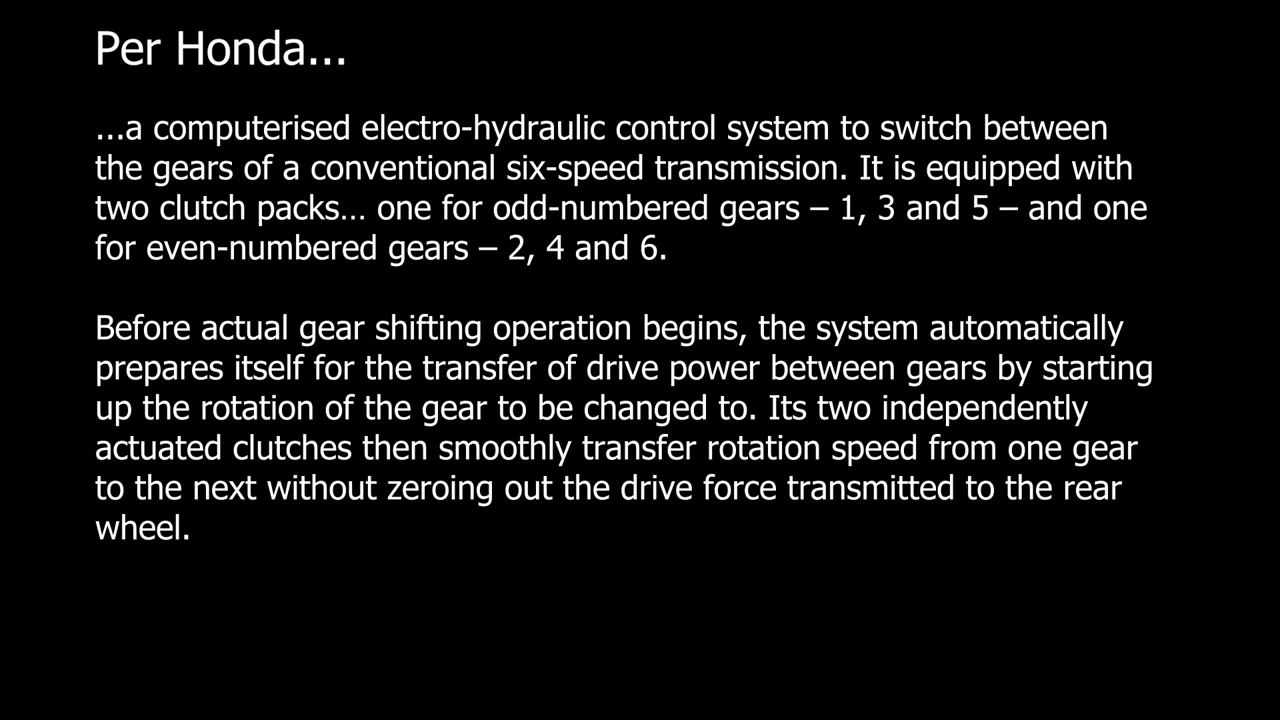 Per Honda...
...a computerised electro-hydraulic control system to switch between
the gears of a conventional six-speed transmission. It is equipped with
two clutch packs… one for odd-numbered gears – 1, 3 and 5 – and one
for even-numbered gears – 2, 4 and 6.
Before actual gear shifting operation begins, the system automatically
prepares itself for the transfer of drive power between gears by starting
up the rotation of the gear to be changed to. Its two independently
actuated clutches then smoothly transfer rotation speed from one gear
to the next without zeroing out the drive force transmitted to the rear
wheel.